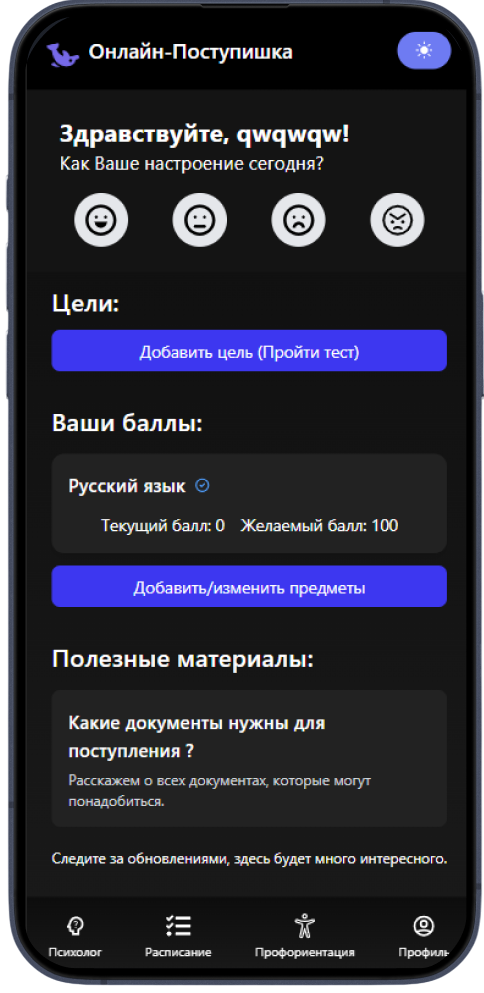 Онлайн-Поступишка
Здравствуйте, qwqwqw!
Как Ваше настроение сегодня?
Цели:
Добавить цель (Пройти тест)
Ваши баллы:
Русский язык
Текущий балл: 0 Желаемый балл: 100
Добавить/изменить предметы
Полезные материалы:
Какие документы нужны для
поступления ?
Расскажем о всех документах, которые могут
понадобиться.
Следите за обновлениями, здесь будет много интересного.
Психолог Расписание Профориентация Профиль